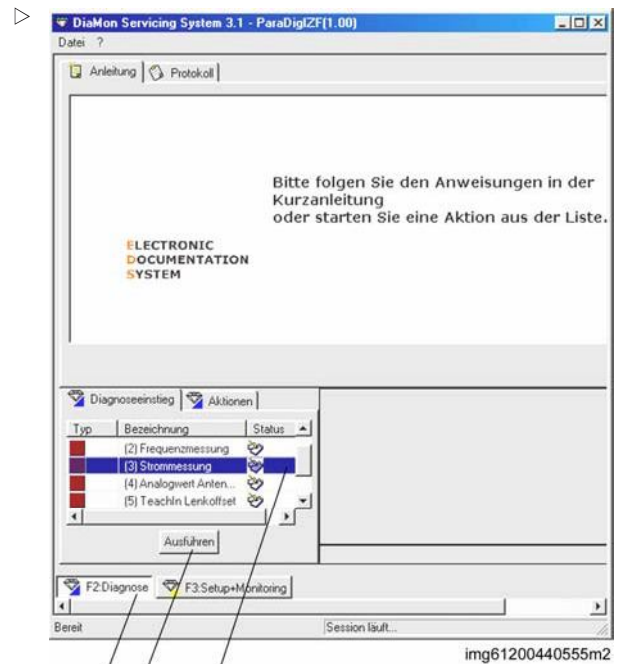 DiaMon Servicing System 3.1 - ParaDigIZF(1.00)
Datei ?
Anleitung Protokoll
Bitte folgen Sie den Anweisungen in der
Kurzanleitung
oder starten Sie eine Aktion aus der Liste.
ELECTRONIC
DOCUMENTATION
SYSTEM
Diagnoseeinstieg Aktionen
Typ Bezeichnung Status
(2) Frequenzmessung
(3) Strommessung
(4) Analogwert Anten...
(5) TeachIn Lenkoffset
Ausführen
F2:Diagnose F3:Setup+Monitoring
Bereit Session läuft...
img61200440555m2